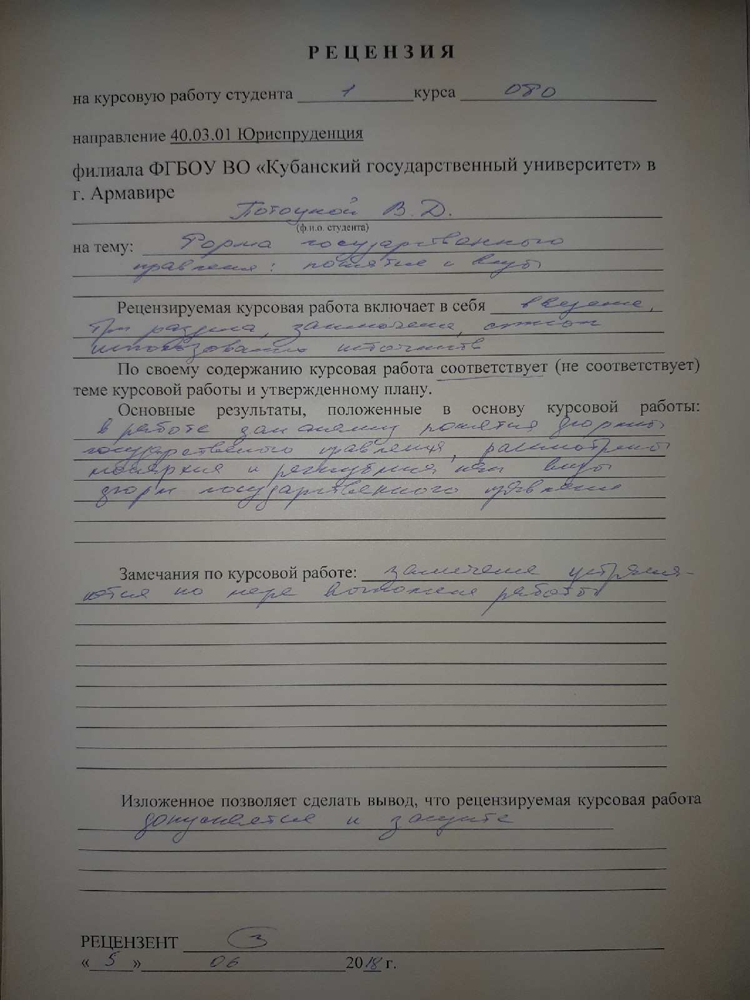 РЕЦЕНЗИЯ
на курсовую работу студента 1 курса ОФО
направление 40.03.01 Юриспруденция
филиала ФГБОУ ВО «Кубанский государственный университет» в
г. Армавире
Потоцкой В. Д.
(ф.и.о. студента)
на тему: Форма государственного
правления: понятие и виды
Рецензируемая курсовая работа включает в себя введение,
три раздела, заключение, список
использованных источников
По своему содержанию курсовая работа соответствует (не соответствует)
теме курсовой работы и утвержденному плану.
Основные результаты, положенные в основу курсовой работы:
в работе дан анализ понятия формы
государственного правления, рассмотрены
монархия и республика как виды
форм государственного правления
Замечания по курсовой работе: замечания устраня-
ются по мере выполнения работы
Изложенное позволяет сделать вывод, что рецензируемая курсовая работа
допускается к защите
РЕЦЕНЗЕНТ
« 5 » 06 2018 г.